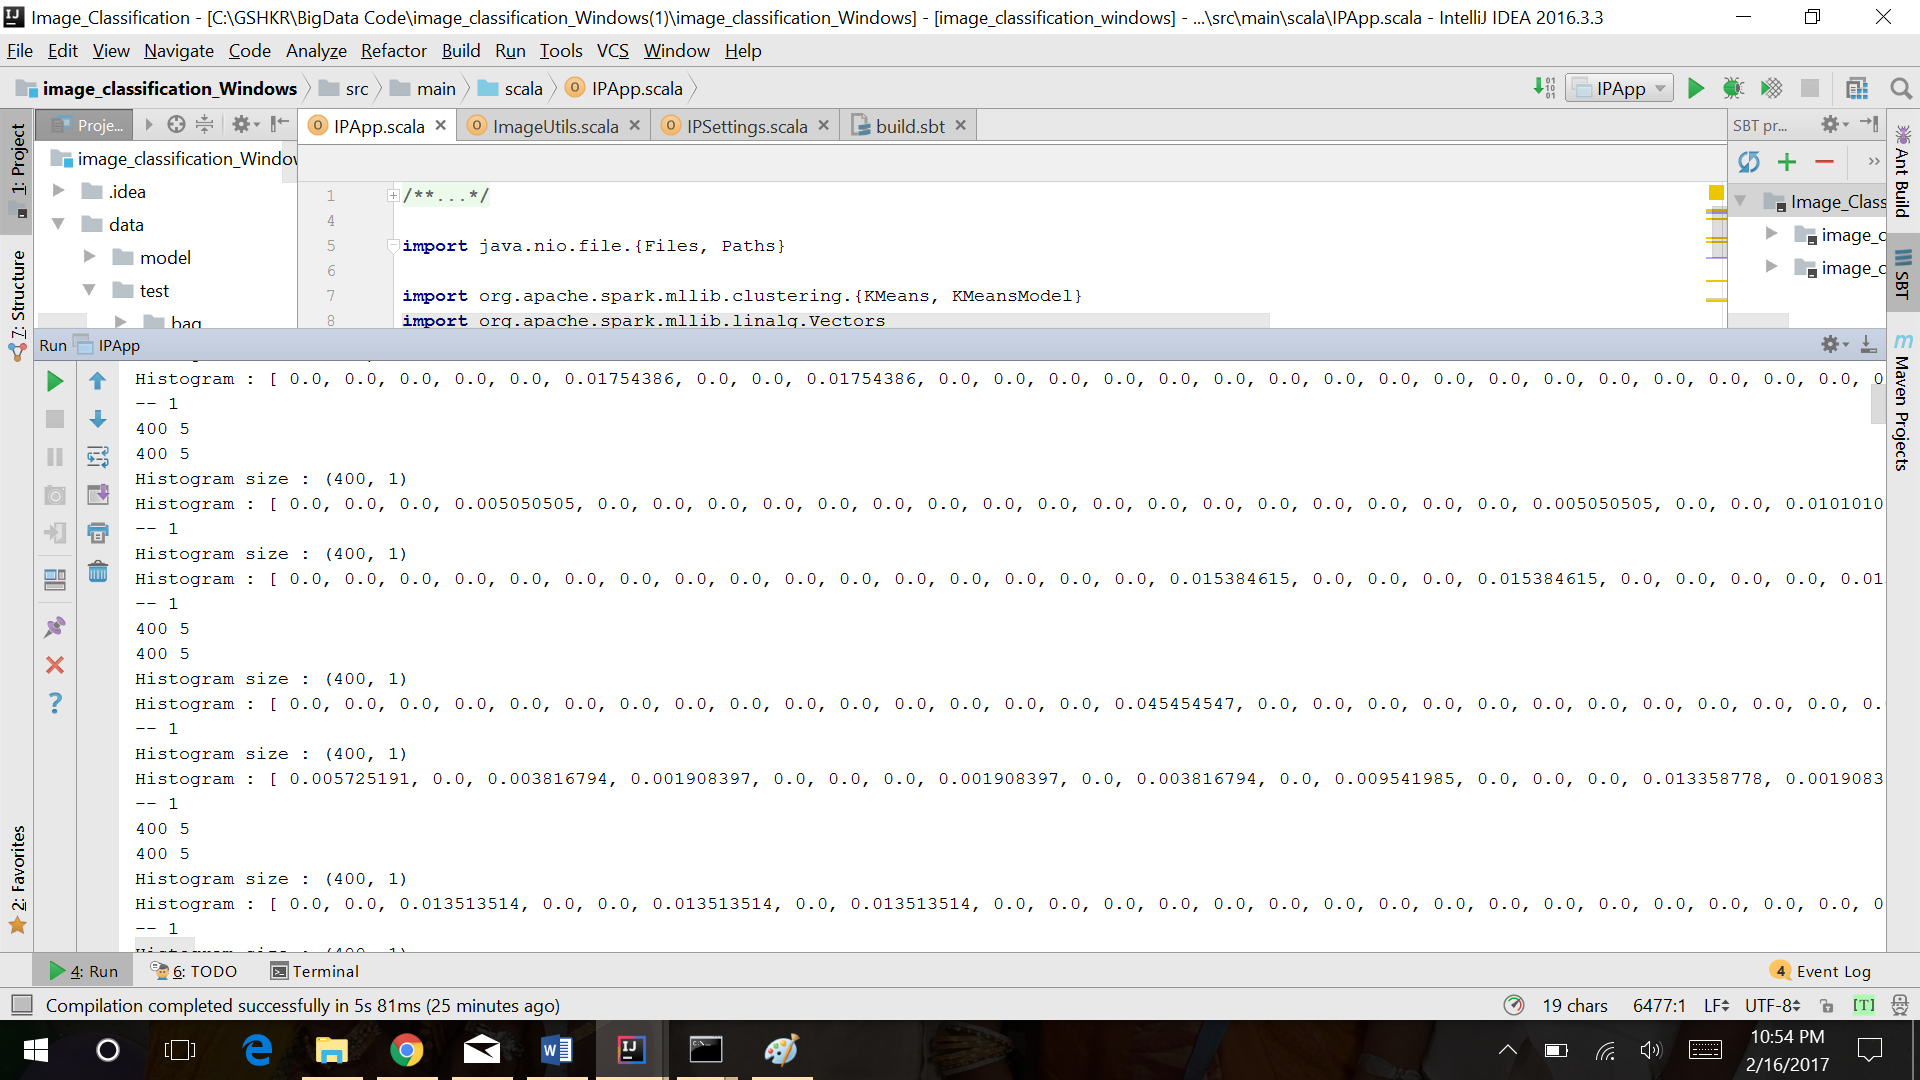 Image_Classification - [C:\GSHKR\BigData Code\image_classification_Windows(1)\image_classification_Windows] - [image_classification_windows] - ...\src\main\scala\IPApp.scala - IntelliJ IDEA 2016.3.3
File Edit View Navigate Code Analyze Refactor Build Run Tools VCS Window Help
image_classification_Windows src main scala IPApp.scala IPApp
Proje... IPApp.scala ImageUtils.scala IPSettings.scala build.sbt SBT pr...
1: Project
7: Structure
2: Favorites
image_classification_Windo
.idea
data
model
test
bag
1 /**...*/
4
5 import java.nio.file.{Files, Paths}
6
7 import org.apache.spark.mllib.clustering.{KMeans, KMeansModel}
8 import org.apache.spark.mllib.linalg.Vectors
Image_Class
image_c
image_c
Ant Build
SBT
Maven Projects
Run IPApp
Histogram : [ 0.0, 0.0, 0.0, 0.0, 0.0, 0.01754386, 0.0, 0.0, 0.01754386, 0.0, 0.0, 0.0, 0.0, 0.0, 0.0, 0.0, 0.0, 0.0, 0.0, 0.0, 0.0, 0.0, 0.0, 0.0, 0.0, 0.0, 0
-- 1
400 5
400 5
Histogram size : (400, 1)
Histogram : [ 0.0, 0.0, 0.0, 0.005050505, 0.0, 0.0, 0.0, 0.0, 0.0, 0.0, 0.0, 0.0, 0.0, 0.0, 0.0, 0.0, 0.0, 0.0, 0.0, 0.0, 0.0, 0.005050505, 0.0, 0.0, 0.0101010
-- 1
Histogram size : (400, 1)
Histogram : [ 0.0, 0.0, 0.0, 0.0, 0.0, 0.0, 0.0, 0.0, 0.0, 0.0, 0.0, 0.0, 0.0, 0.0, 0.0, 0.0, 0.015384615, 0.0, 0.0, 0.0, 0.015384615, 0.0, 0.0, 0.0, 0.0, 0.01
-- 1
400 5
400 5
Histogram size : (400, 1)
Histogram : [ 0.0, 0.0, 0.0, 0.0, 0.0, 0.0, 0.0, 0.0, 0.0, 0.0, 0.0, 0.0, 0.0, 0.0, 0.0, 0.045454547, 0.0, 0.0, 0.0, 0.0, 0.0, 0.0, 0.0, 0.0, 0.0, 0.0, 0.0, 0.
-- 1
Histogram size : (400, 1)
Histogram : [ 0.005725191, 0.0, 0.003816794, 0.001908397, 0.0, 0.0, 0.0, 0.001908397, 0.0, 0.003816794, 0.0, 0.009541985, 0.0, 0.0, 0.0, 0.013358778, 0.0019083
-- 1
400 5
400 5
Histogram size : (400, 1)
Histogram : [ 0.0, 0.0, 0.013513514, 0.0, 0.0, 0.013513514, 0.0, 0.013513514, 0.0, 0.0, 0.0, 0.0, 0.0, 0.0, 0.0, 0.0, 0.0, 0.0, 0.0, 0.0, 0.0, 0.0, 0.0, 0.0, 0
-- 1
Histogram size : (400, 1)
4: Run 6: TODO Terminal 4 Event Log
Compilation completed successfully in 5s 81ms (25 minutes ago) 19 chars 6477:1 LF UTF-8 [T]
10:54 PM
2/16/2017